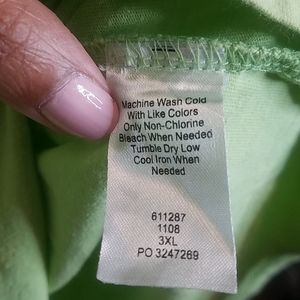 Machine Wash Cold
With Like Colors
Only Non-Chlorine
Bleach When Needed
Tumble Dry Low
Cool Iron When
Needed
611287
1108
3XL
PO 3247269